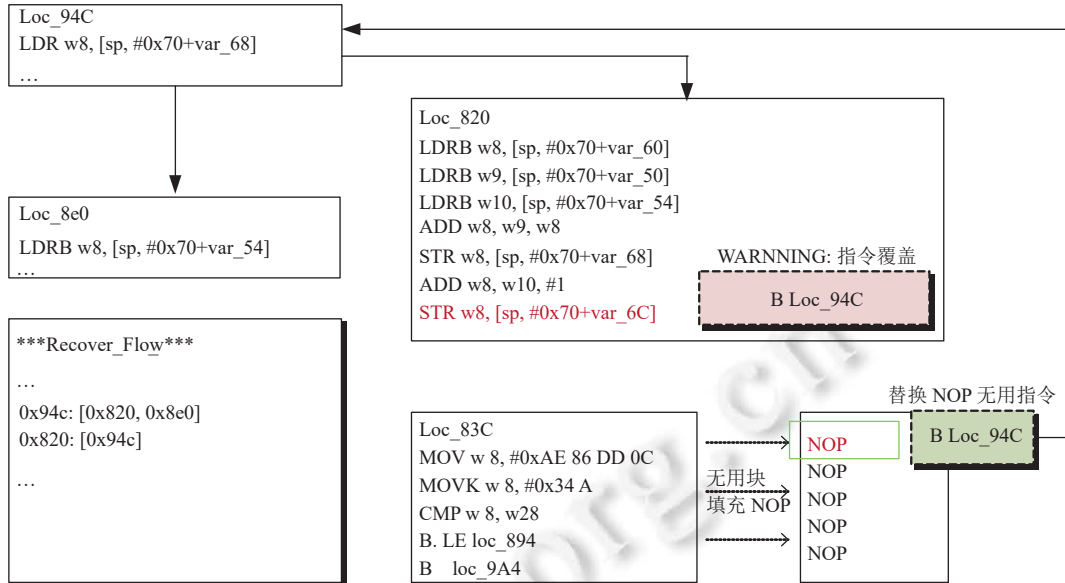 Loc_94C
LDR w8, [sp, #0x70+var_68]
…
Loc_820
LDRB w8, [sp, #0x70+var_60]
LDRB w9, [sp, #0x70+var_50]
LDRB w10, [sp, #0x70+var_54]
ADD w8, w9, w8
STR w8, [sp, #0x70+var_68]
ADD w8, w10, #1
STR w8, [sp, #0x70+var_6C]
WARNNING: 指令覆盖
B Loc_94C
Loc_8e0
LDRB w8, [sp, #0x70+var_54]
…
***Recover_Flow***
…
0x94c: [0x820, 0x8e0]
0x820: [0x94c]
…
Loc_83C
MOV w 8, #0xAE 86 DD 0C
MOVK w 8, #0x34 A
CMP w 8, w28
B. LE loc_894
B loc_9A4
无用块
填充 NOP
NOP
NOP
NOP
NOP
NOP
替换 NOP 无用指令
B Loc_94C
org.cn